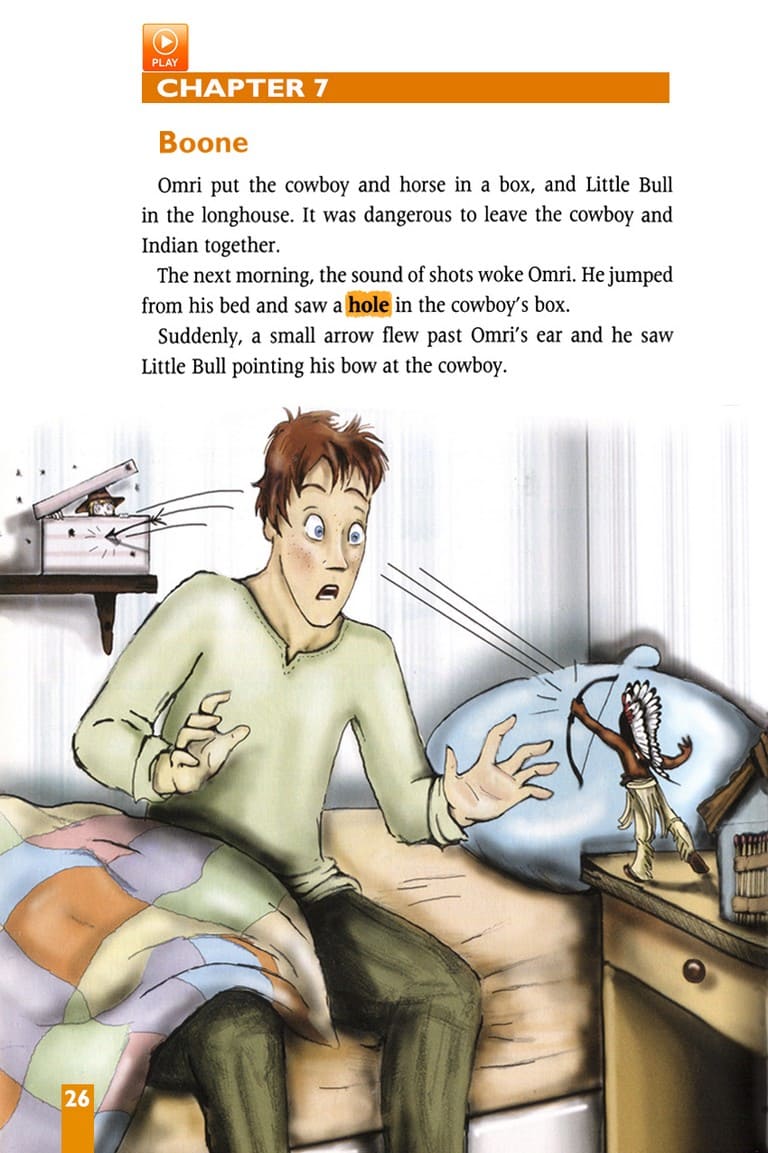 PLAY
CHAPTER 7
Boone
Omri put the cowboy and horse in a box, and Little Bull
in the longhouse. It was dangerous to leave the cowboy and
Indian together.
The next morning, the sound of shots woke Omri. He jumped
from his bed and saw a hole in the cowboy's box.
Suddenly, a small arrow flew past Omri's ear and he saw
Little Bull pointing his bow at the cowboy.
26